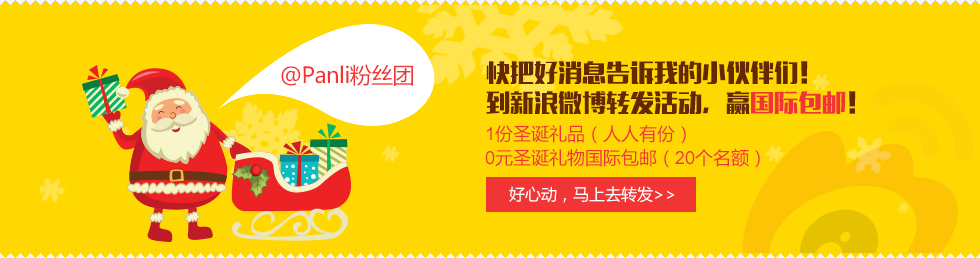 @Panli粉丝团
快把好消息告诉我的小伙伴们！
到新浪微博转发活动，赢国际包邮！
1份圣诞礼品（人人有份）
0元圣诞礼物国际包邮（20个名额）
好心动，马上去转发>>